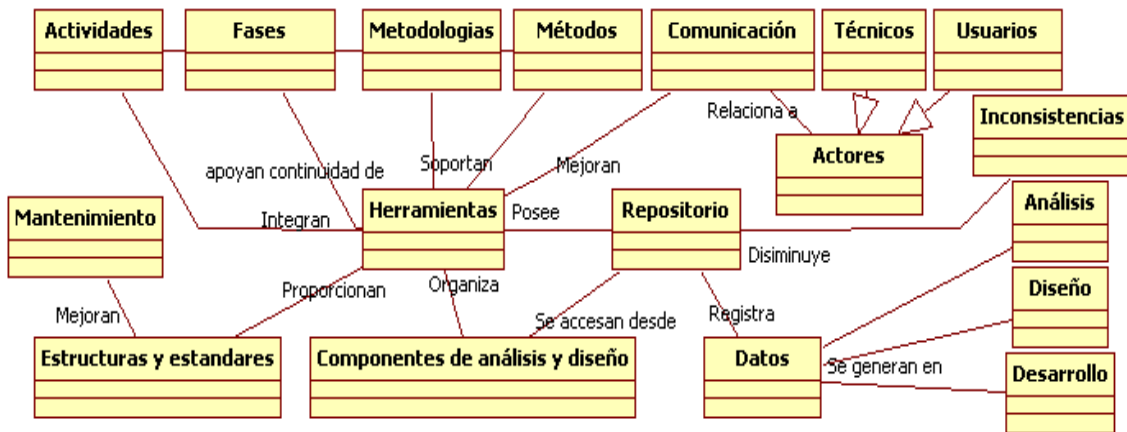 Actividades
Fases
Metodologias
Métodos
Comunicación
Técnicos
Usuarios
Relaciona a
Inconsistencias
Actores
apoyan continuidad de
Soportan
Mejoran
Mantenimiento
Integran
Herramientas
Posee
Repositorio
Análisis
Disiminuye
Proporcionan
Organiza
Diseño
Mejoran
Se accesan desde
Registra
Estructuras y estandares
Componentes de análisis y diseño
Datos
Se generan en
Desarrollo